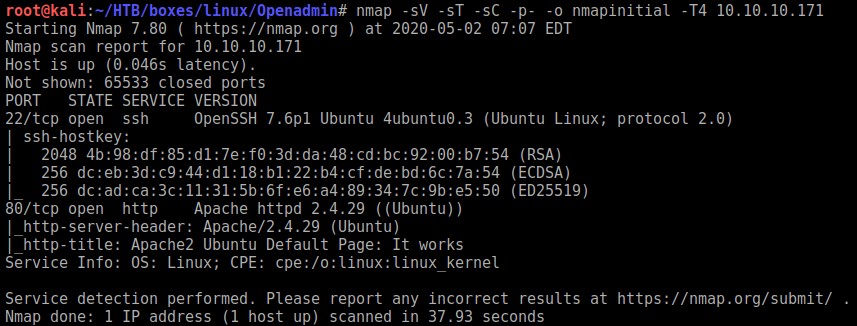 root@kali:~/HTB/boxes/linux/Openadmin# nmap -sV -sT -sC -p- -o nmapinitial -T4 10.10.10.171
Starting Nmap 7.80 ( https://nmap.org ) at 2020-05-02 07:07 EDT
Nmap scan report for 10.10.10.171
Host is up (0.046s latency).
Not shown: 65533 closed ports
PORT   STATE SERVICE VERSION
22/tcp open  ssh     OpenSSH 7.6p1 Ubuntu 4ubuntu0.3 (Ubuntu Linux; protocol 2.0)
| ssh-hostkey:
|   2048 4b:98:df:85:d1:7e:f0:3d:da:48:cd:bc:92:00:b7:54 (RSA)
|   256 dc:eb:3d:c9:44:d1:18:b1:22:b4:cf:de:bd:6c:7a:54 (ECDSA)
|_  256 dc:ad:ca:3c:11:31:5b:6f:e6:a4:89:34:7c:9b:e5:50 (ED25519)
80/tcp open  http    Apache httpd 2.4.29 ((Ubuntu))
|_http-server-header: Apache/2.4.29 (Ubuntu)
|_http-title: Apache2 Ubuntu Default Page: It works
Service Info: OS: Linux; CPE: cpe:/o:linux:linux_kernel

Service detection performed. Please report any incorrect results at https://nmap.org/submit/ .
Nmap done: 1 IP address (1 host up) scanned in 37.93 seconds